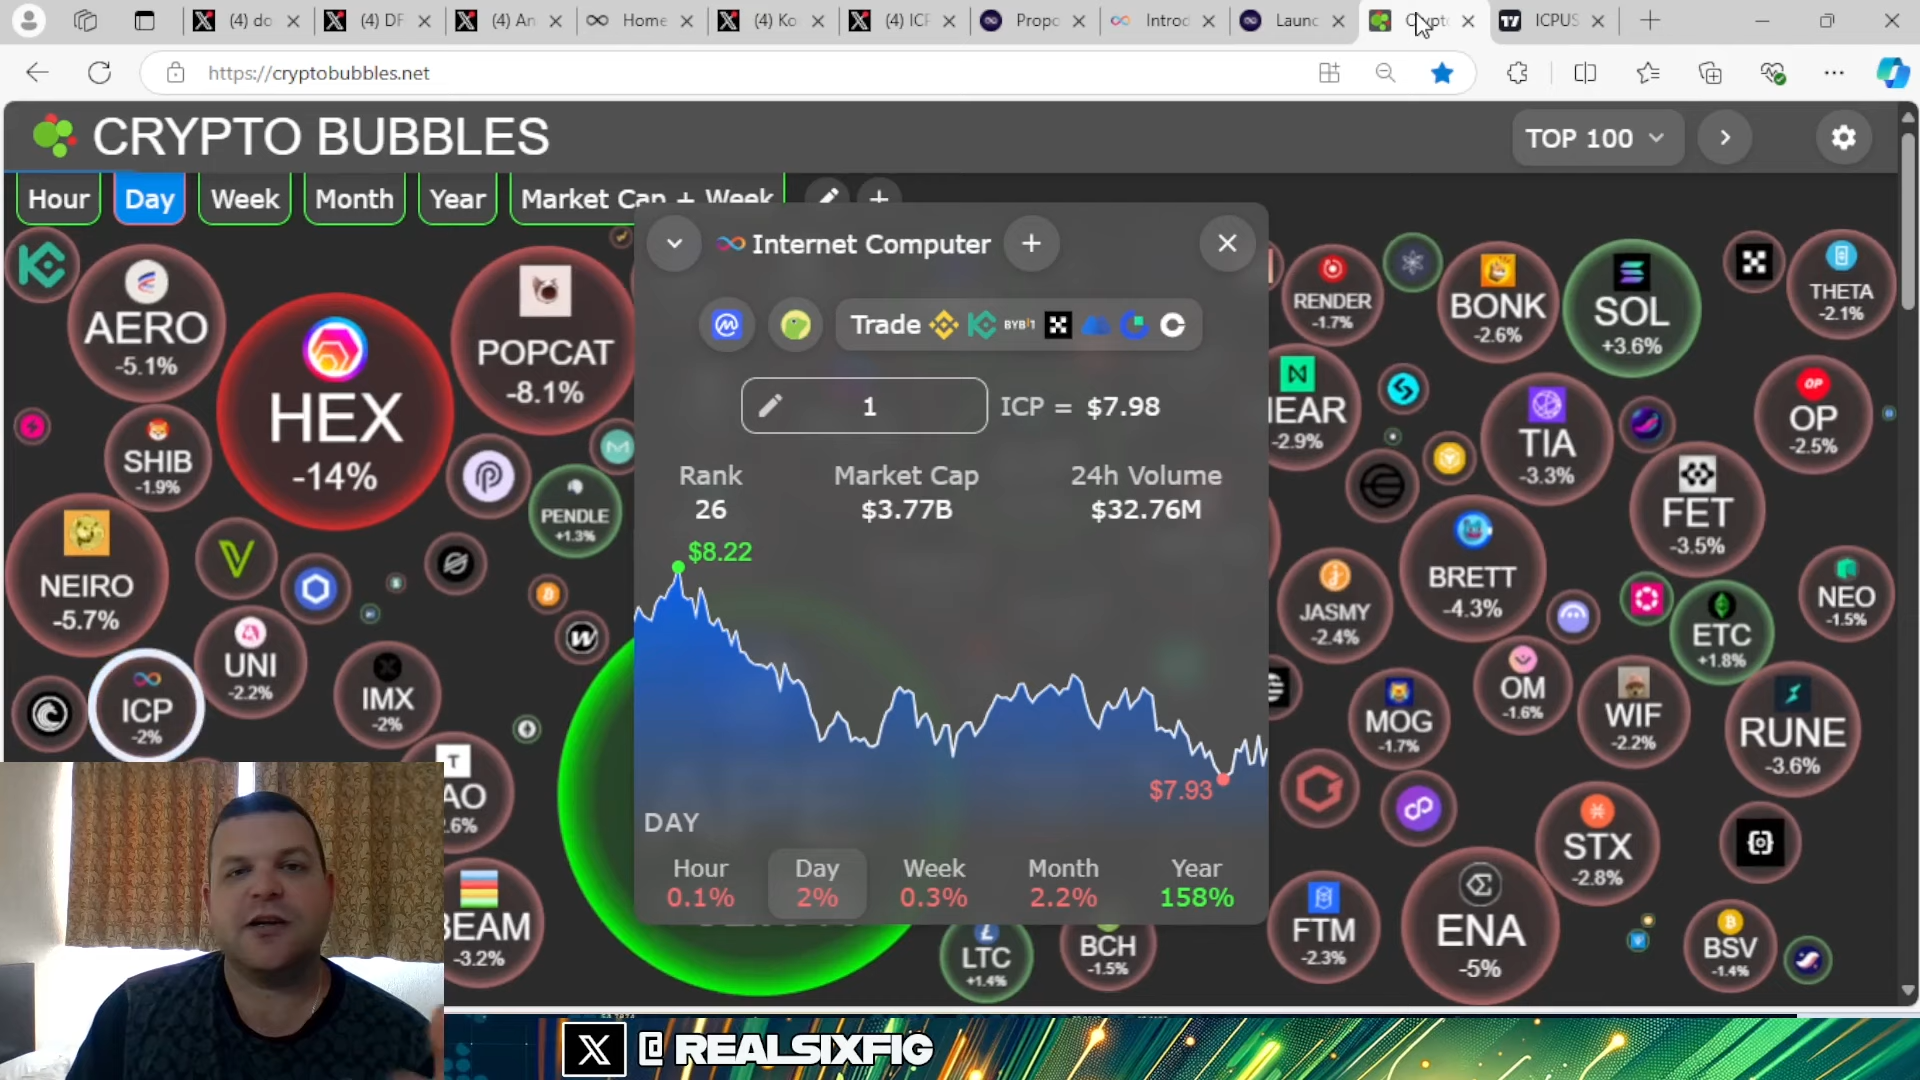 (4) do
(4) DF
(4) An
Home
(4) Ko
(4) ICF
Propo
Introd
Launc
Crypto
ICPUS
https://cryptobubbles.net
CRYPTO BUBBLES
TOP 100
Hour
Day
Week
Month
Year
Market Cap + Week
Internet Computer
Trade
BYBIT
1
ICP = $7.98
Rank
26
Market Cap
$3.77B
24h Volume
$32.76M
$8.22
$7.93
DAY
Hour
0.1%
Day
2%
Week
0.3%
Month
2.2%
Year
158%
AERO
-5.1%
HEX
-14%
POPCAT
-8.1%
SHIB
-1.9%
PENDLE
+1.3%
NEIRO
-5.7%
UNI
-2.2%
ICP
-2%
IMX
-2%
BEAM
-3.2%
LTC
+1.4%
BCH
-1.5%
RENDER
-1.7%
BONK
-2.6%
SOL
+3.6%
THETA
-2.1%
-2.9%
TIA
-3.3%
OP
-2.5%
FET
-3.5%
BRETT
-4.3%
JASMY
-2.4%
ETC
+1.8%
NEO
-1.5%
MOG
-1.7%
OM
-1.6%
WIF
-2.2%
RUNE
-3.6%
STX
-2.8%
FTM
-2.3%
ENA
-5%
BSV
-1.4%
X @ REALSIXFIG